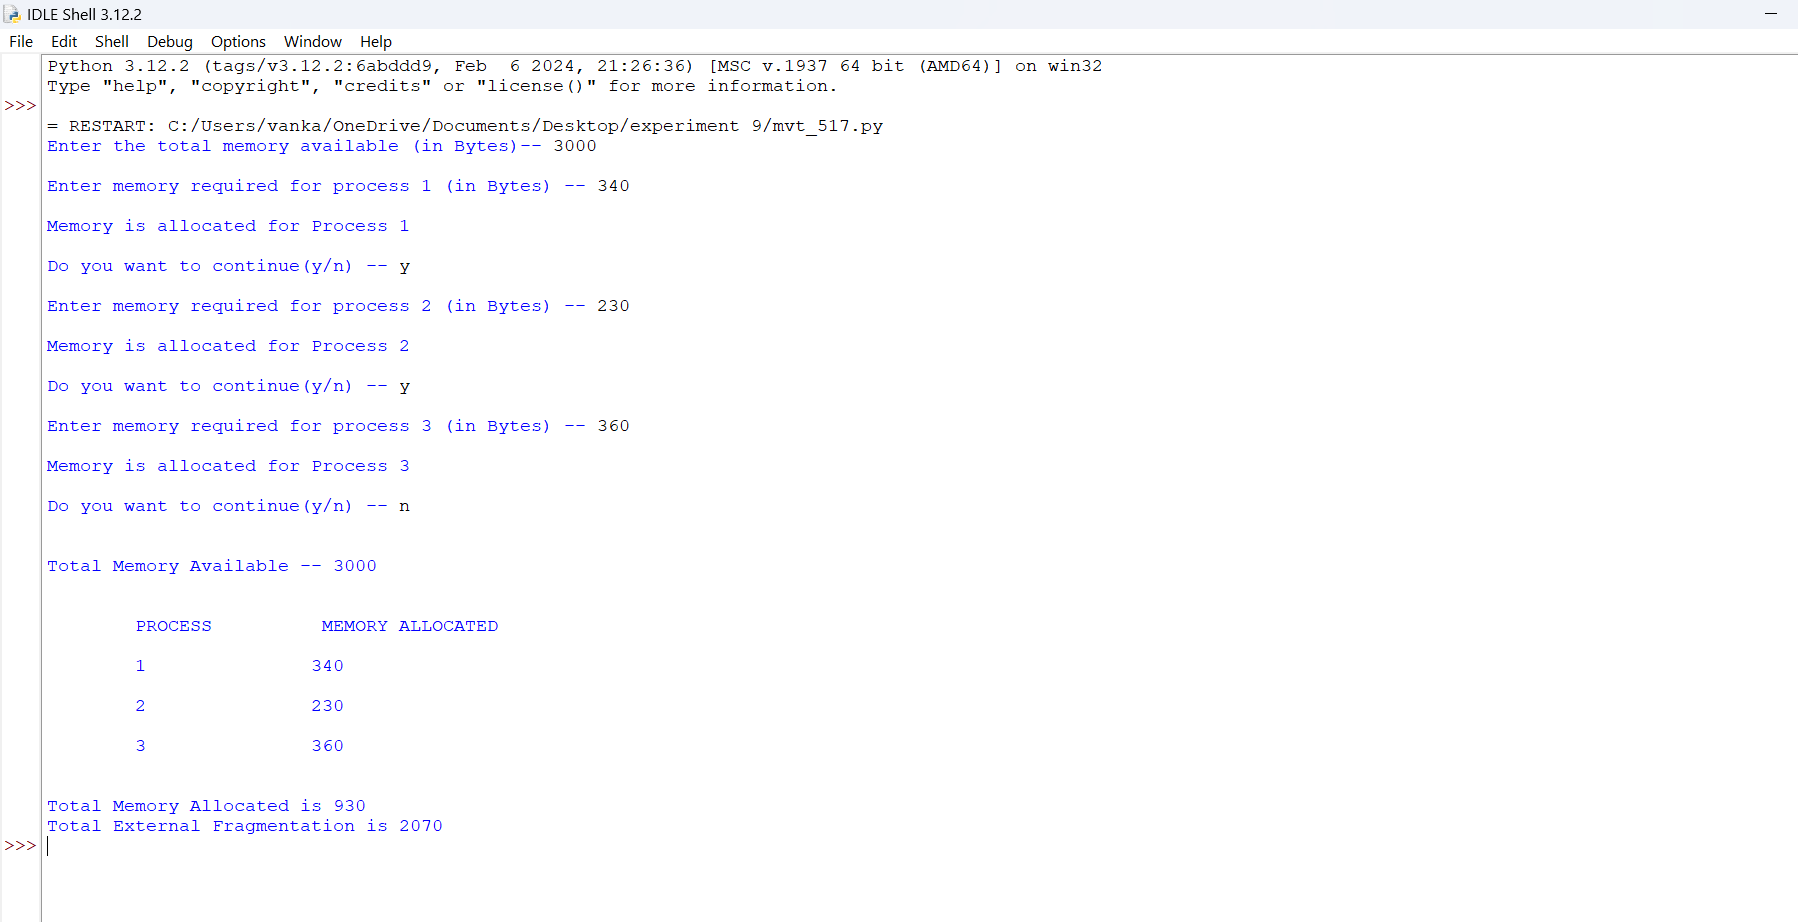 IDLE Shell 3.12.2
File Edit Shell Debug Options Window Help
Python 3.12.2 (tags/v3.12.2:6abddd9, Feb  6 2024, 21:26:36) [MSC v.1937 64 bit (AMD64)] on win32
Type "help", "copyright", "credits" or "license()" for more information.
>>>
= RESTART: C:/Users/vanka/OneDrive/Documents/Desktop/experiment 9/mvt_517.py
Enter the total memory available (in Bytes)-- 3000
Enter memory required for process 1 (in Bytes) -- 340
Memory is allocated for Process 1
Do you want to continue(y/n) -- y
Enter memory required for process 2 (in Bytes) -- 230
Memory is allocated for Process 2
Do you want to continue(y/n) -- y
Enter memory required for process 3 (in Bytes) -- 360
Memory is allocated for Process 3
Do you want to continue(y/n) -- n
Total Memory Available -- 3000
PROCESS MEMORY ALLOCATED
1 340
2 230
3 360
Total Memory Allocated is 930
Total External Fragmentation is 2070
>>>